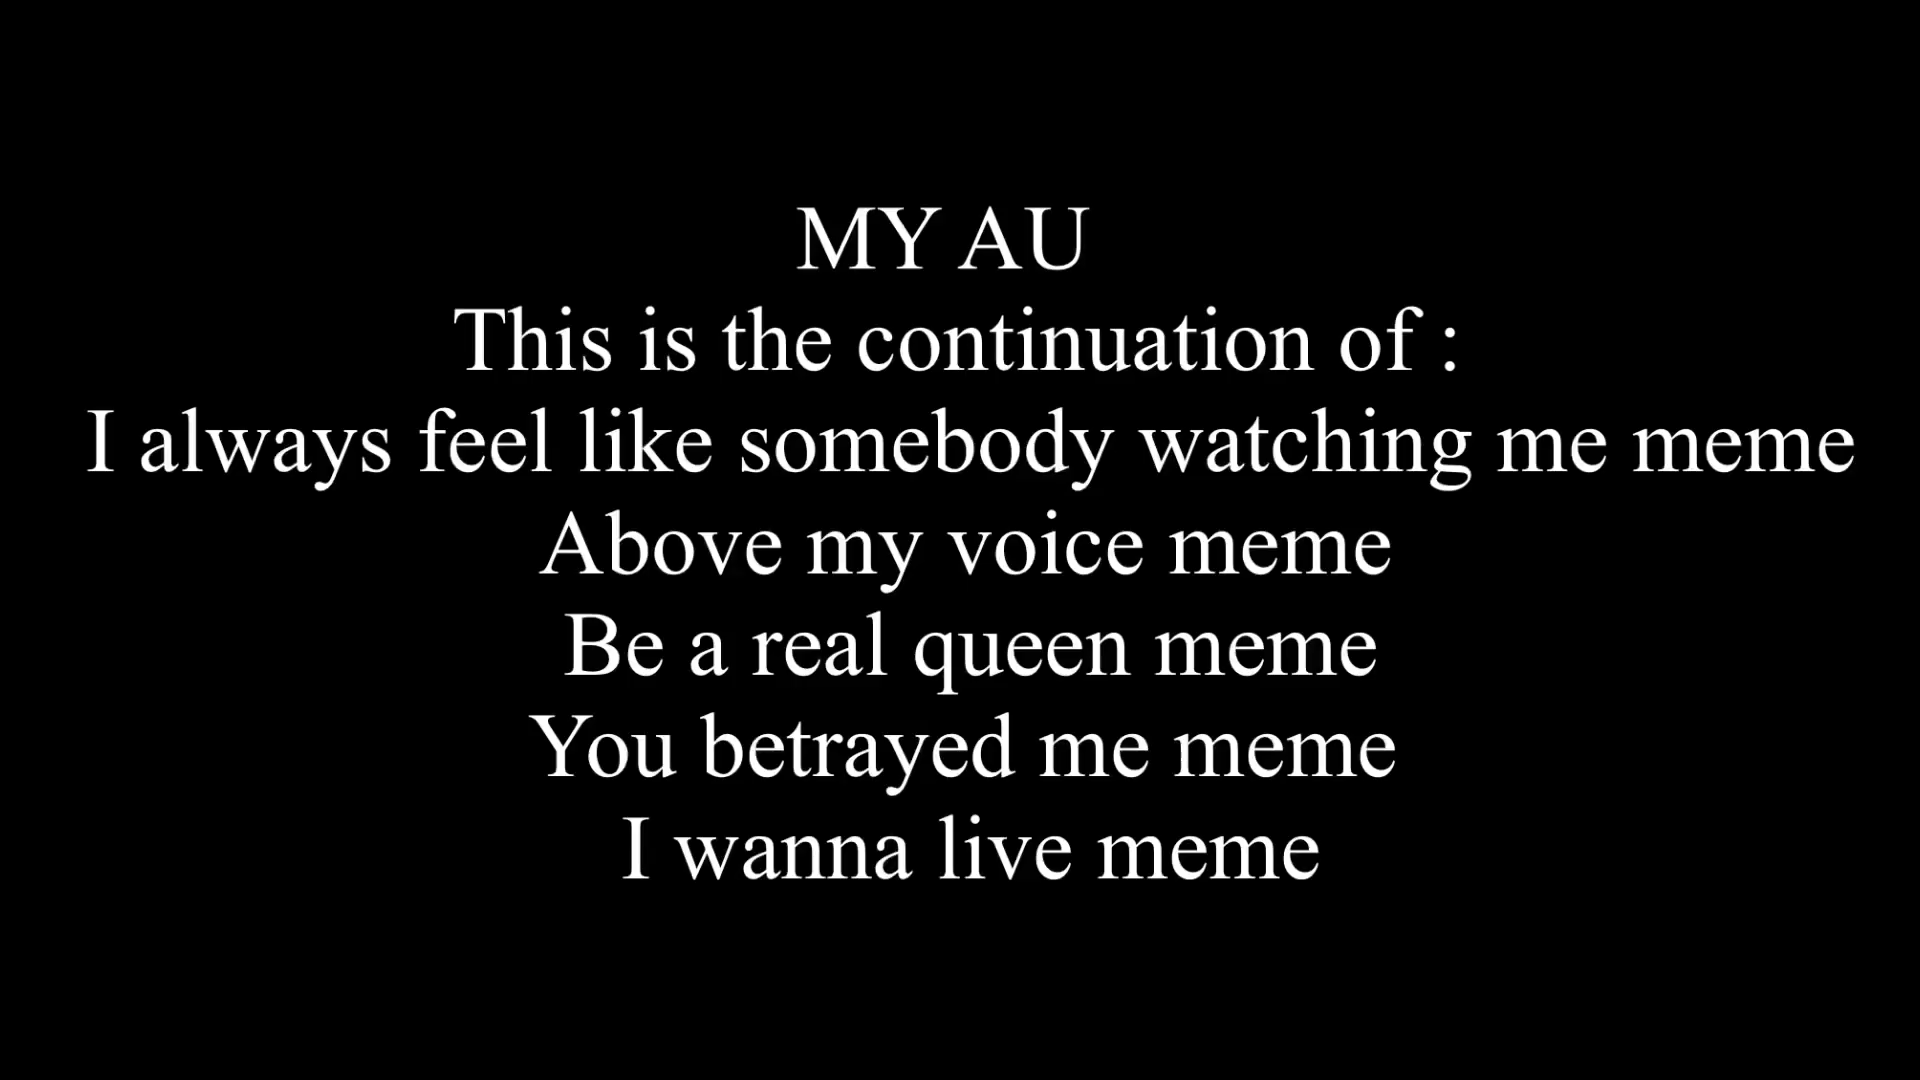 MY AU
This is the continuation of :
I always feel like somebody watching me meme
Above my voice meme
Be a real queen meme
You betrayed me meme
I wanna live meme